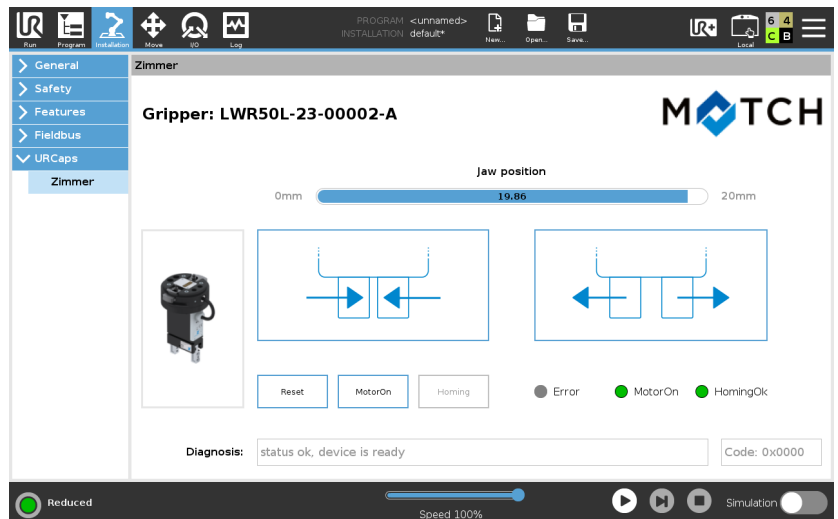 PROGRAM <unnamed>
INSTALLATION default*
Run Program Installation Move I/O Log New... Open... Save... UR+ Local 6 4 C B
General
Safety
Features
Fieldbus
URCaps
Zimmer
Zimmer
Gripper: LWR50L-23-00002-A
MATCH
Jaw position
0mm 19.86 20mm
Reset MotorOn Homing Error MotorOn HomingOk
Diagnosis: status ok, device is ready Code: 0x0000
Reduced Speed 100% Simulation